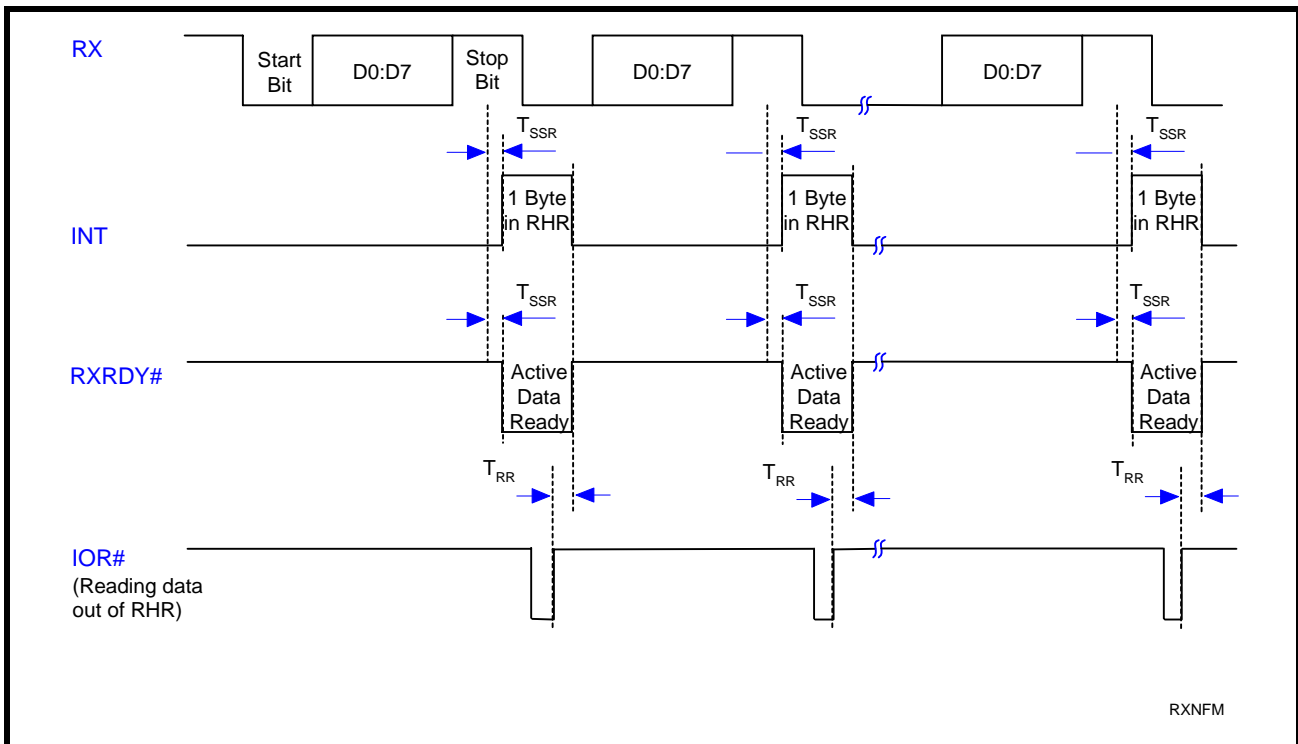 RX
Start
Bit
D0:D7
Stop
Bit
D0:D7
D0:D7
TSSR
TSSR
TSSR
INT
1 Byte
in RHR
1 Byte
in RHR
1 Byte
in RHR
TSSR
TSSR
TSSR
RXRDY#
Active
Data
Ready
Active
Data
Ready
Active
Data
Ready
TRR
TRR
TRR
IOR#
(Reading data
out of RHR)
RXNFM